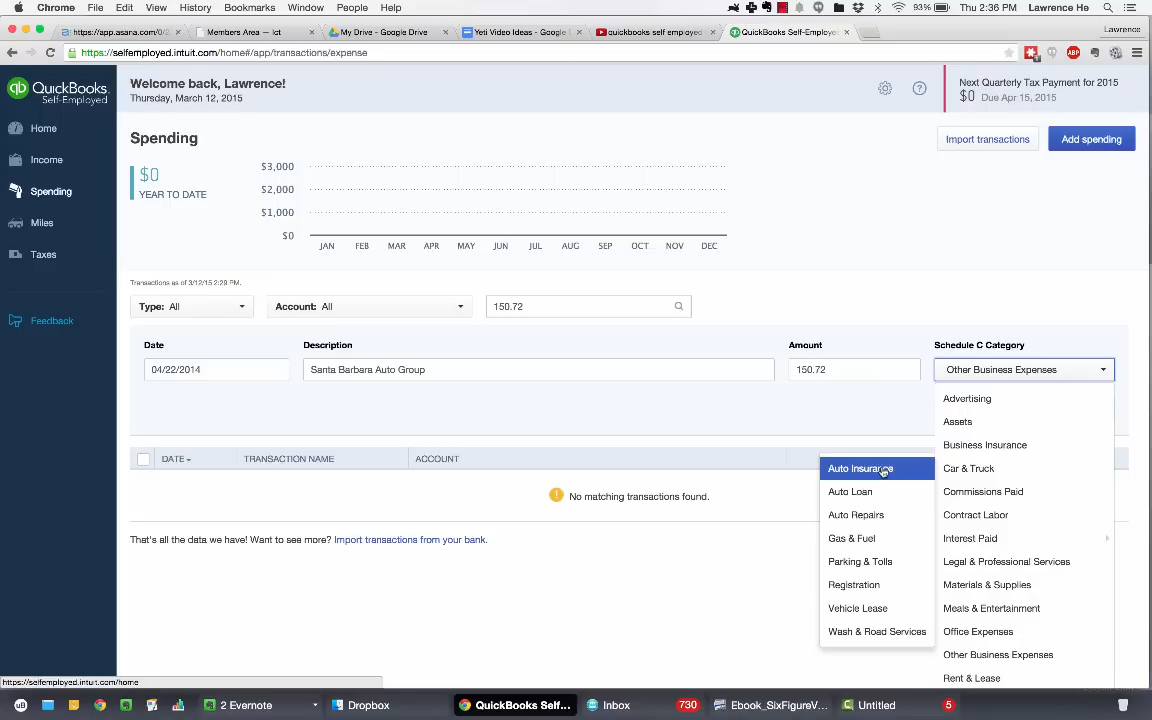 Chrome File Edit View History Bookmarks Window People Help 93% Thu 2:36 PM Lawrence He
https://app.asana.com/0/2 Members Area — Ict My Drive - Google Drive Yeti Video Ideas - Google quickbooks self employed QuickBooks Self-Employed Lawrence
https://selfemployed.intuit.com/home#/app/transactions/expense ABP
qb QuickBooks
Self-Employed
Home
Income
Spending
Miles
Taxes
Feedback
Welcome back, Lawrence!
Thursday, March 12, 2015
Next Quarterly Tax Payment for 2015
$0 Due Apr 15, 2015
Spending
Import transactions Add spending
$0
YEAR TO DATE
$3,000
$2,000
$1,000
$0
JAN FEB MAR APR MAY JUN JUL AUG SEP OCT NOV DEC
Transactions as of 3/12/15 2:29 PM.
Type: All Account: All 150.72
Date Description Amount Schedule C Category
04/22/2014 Santa Barbara Auto Group 150.72 Other Business Expenses
DATE TRANSACTION NAME ACCOUNT
No matching transactions found.
That's all the data we have! Want to see more? Import transactions from your bank.
Auto Insurance
Auto Loan
Auto Repairs
Gas & Fuel
Parking & Tolls
Registration
Vehicle Lease
Wash & Road Services
Advertising
Assets
Business Insurance
Car & Truck
Commissions Paid
Contract Labor
Interest Paid
Legal & Professional Services
Materials & Supplies
Meals & Entertainment
Office Expenses
Other Business Expenses
Rent & Lease
https://selfemployed.intuit.com/home
uB 2 Evernote Dropbox QuickBooks Self... Inbox 730 Ebook_SixFigureV... Untitled 5